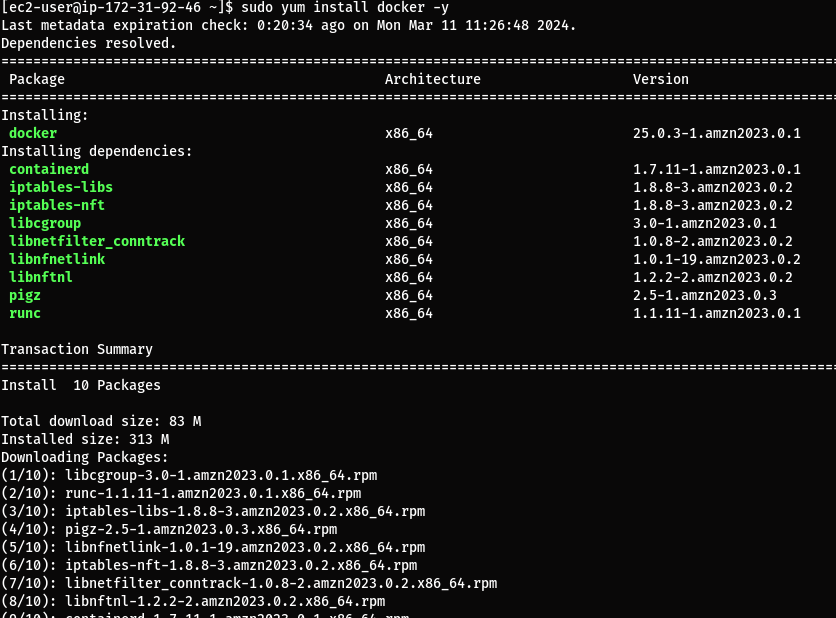 [ec2-user@ip-172-31-92-46 ~]$ sudo yum install docker -y
Last metadata expiration check: 0:20:34 ago on Mon Mar 11 11:26:48 2024.
Dependencies resolved.
================================================================================
Package Architecture Version
================================================================================
Installing:
docker x86_64 25.0.3-1.amzn2023.0.1
Installing dependencies:
containerd x86_64 1.7.11-1.amzn2023.0.1
iptables-libs x86_64 1.8.8-3.amzn2023.0.2
iptables-nft x86_64 1.8.8-3.amzn2023.0.2
libcgroup x86_64 3.0-1.amzn2023.0.1
libnetfilter_conntrack x86_64 1.0.8-2.amzn2023.0.2
libnfnetlink x86_64 1.0.1-19.amzn2023.0.2
libnftnl x86_64 1.2.2-2.amzn2023.0.2
pigz x86_64 2.5-1.amzn2023.0.3
runc x86_64 1.1.11-1.amzn2023.0.1
Transaction Summary
================================================================================
Install  10 Packages
Total download size: 83 M
Installed size: 313 M
Downloading Packages:
(1/10): libcgroup-3.0-1.amzn2023.0.1.x86_64.rpm
(2/10): runc-1.1.11-1.amzn2023.0.1.x86_64.rpm
(3/10): iptables-libs-1.8.8-3.amzn2023.0.2.x86_64.rpm
(4/10): pigz-2.5-1.amzn2023.0.3.x86_64.rpm
(5/10): libnfnetlink-1.0.1-19.amzn2023.0.2.x86_64.rpm
(6/10): iptables-nft-1.8.8-3.amzn2023.0.2.x86_64.rpm
(7/10): libnetfilter_conntrack-1.0.8-2.amzn2023.0.2.x86_64.rpm
(8/10): libnftnl-1.2.2-2.amzn2023.0.2.x86_64.rpm
(9/10): containerd-1.7.11-1.amzn2023.0.1.x86_64.rpm